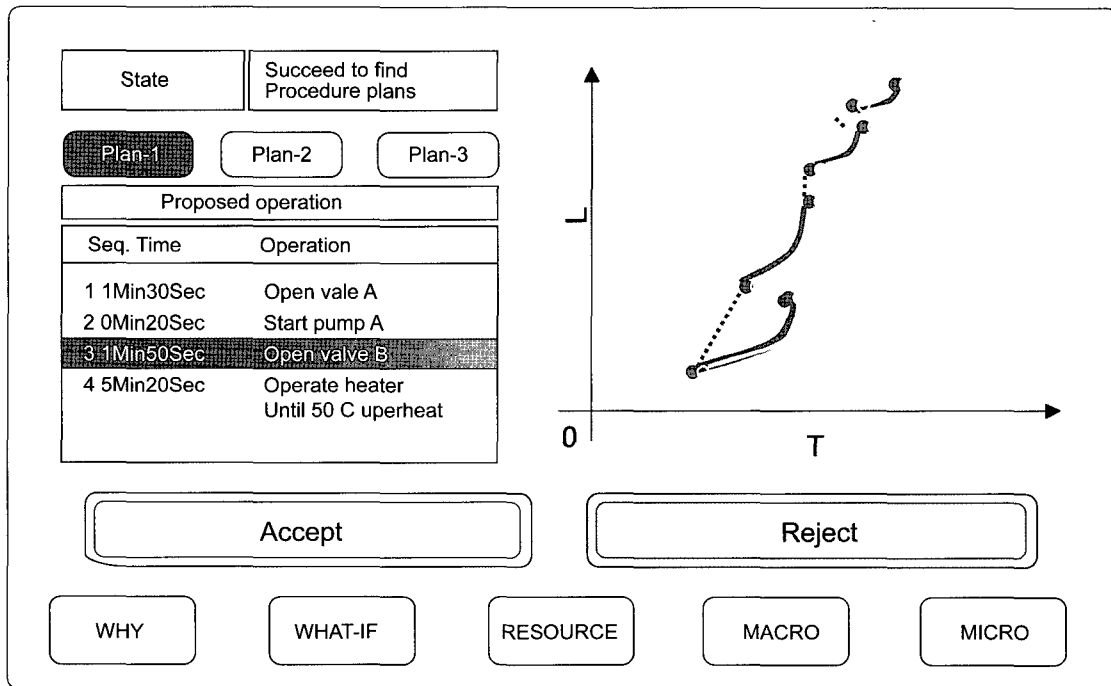 State
Succeed to find
Procedure plans
Plan-1
Plan-2
Plan-3
Proposed operation
Seq. Time Operation
1 1Min30Sec Open vale A
2 0Min20Sec Start pump A
3 1Min50Sec Open valve B
4 5Min20Sec Operate heater
Until 50 C uperheat
L
0
T
Accept
Reject
WHY
WHAT-IF
RESOURCE
MACRO
MICRO